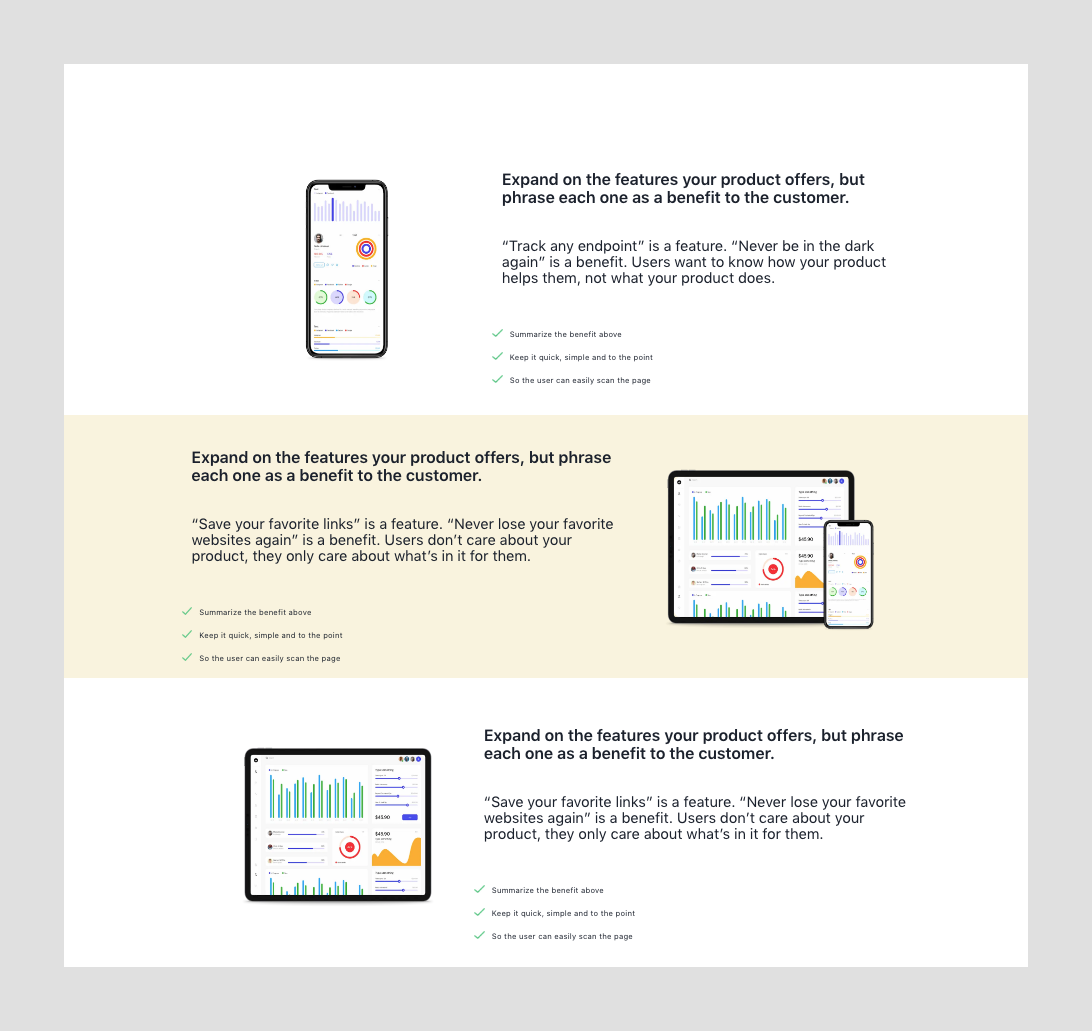 Expand on the features your product offers, but
phrase each one as a benefit to the customer.
“Track any endpoint” is a feature. “Never be in the dark
again” is a benefit. Users want to know how your product
helps them, not what your product does.
Summarize the benefit above
Keep it quick, simple and to the point
So the user can easily scan the page
Expand on the features your product offers, but phrase
each one as a benefit to the customer.
“Save your favorite links” is a feature. “Never lose your favorite
websites again” is a benefit. Users don’t care about your
product, they only care about what’s in it for them.
Summarize the benefit above
Keep it quick, simple and to the point
So the user can easily scan the page
$45.90
$45.90
Expand on the features your product offers, but phrase
each one as a benefit to the customer.
“Save your favorite links” is a feature. “Never lose your favorite
websites again” is a benefit. Users don’t care about your
product, they only care about what’s in it for them.
Summarize the benefit above
Keep it quick, simple and to the point
So the user can easily scan the page
$45.90
$45.90